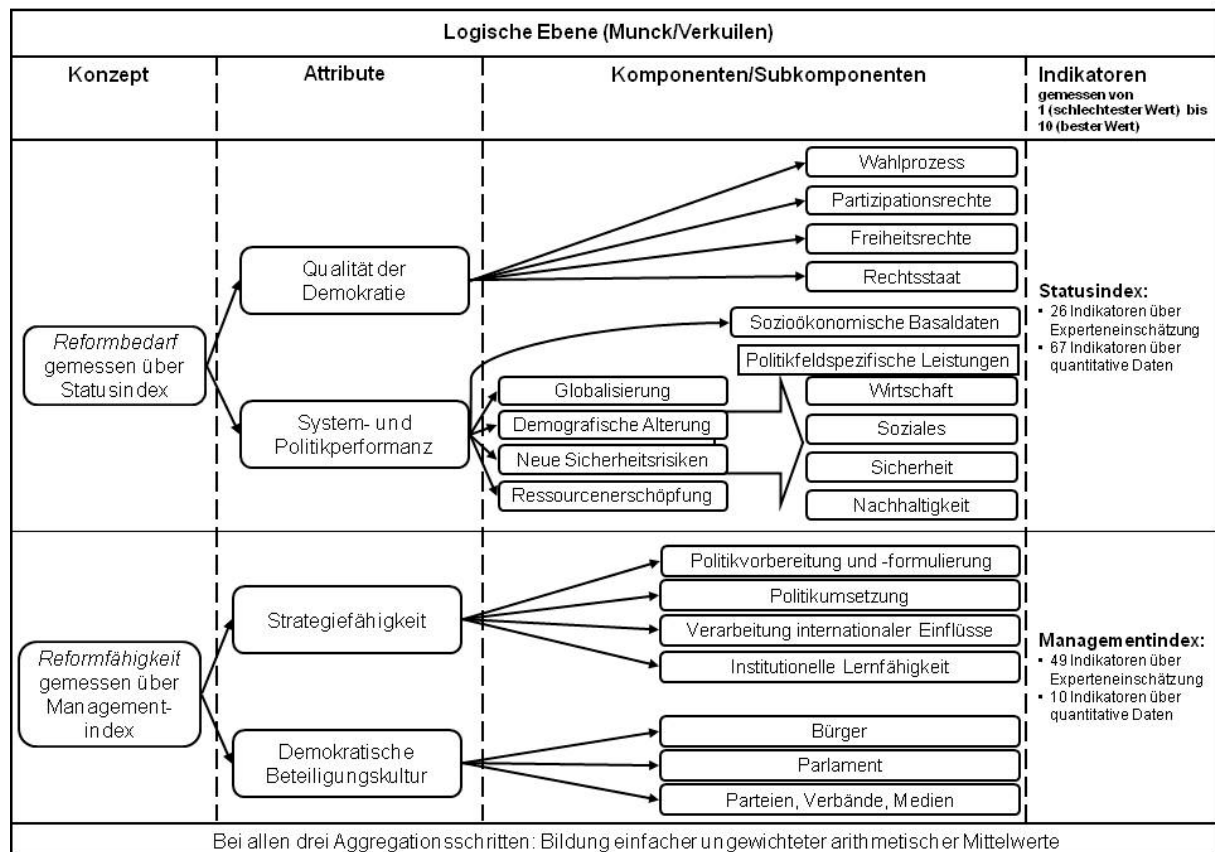 Logische Ebene (Munck/Verkuilen)
Konzept
Attribute
Komponenten/Subkomponenten
Indikatoren
gemessen von
1 (schlechtester Wert) bis
10 (bester Wert)
Reformbedarf
gemessen über
Statusindex
Qualität der
Demokratie
Wahlprozess
Partizipationsrechte
Freiheitsrechte
Rechtsstaat
System- und
Politikperformanz
Sozioökonomische Basaldaten
Politikfeldspezifische Leistungen
Globalisierung
Demografische Alterung
Neue Sicherheitsrisiken
Ressourcenerschöpfung
Wirtschaft
Soziales
Sicherheit
Nachhaltigkeit
Statusindex:
▪ 26 Indikatoren über
Experteneinschätzung
▪ 67 Indikatoren über
quantitative Daten
Reformfähigkeit
gemessen über
Management-
index
Strategiefähigkeit
Politikvorbereitung und -formulierung
Politikumsetzung
Verarbeitung internationaler Einflüsse
Institutionelle Lernfähigkeit
Demokratische
Beteiligungskultur
Bürger
Parlament
Parteien, Verbände, Medien
Managementindex:
▪ 49 Indikatoren über
Experteneinschätzung
▪ 10 Indikatoren über
quantitative Daten
Bei allen drei Aggregationsschritten: Bildung einfacher ungewichteter arithmetischer Mittelwerte